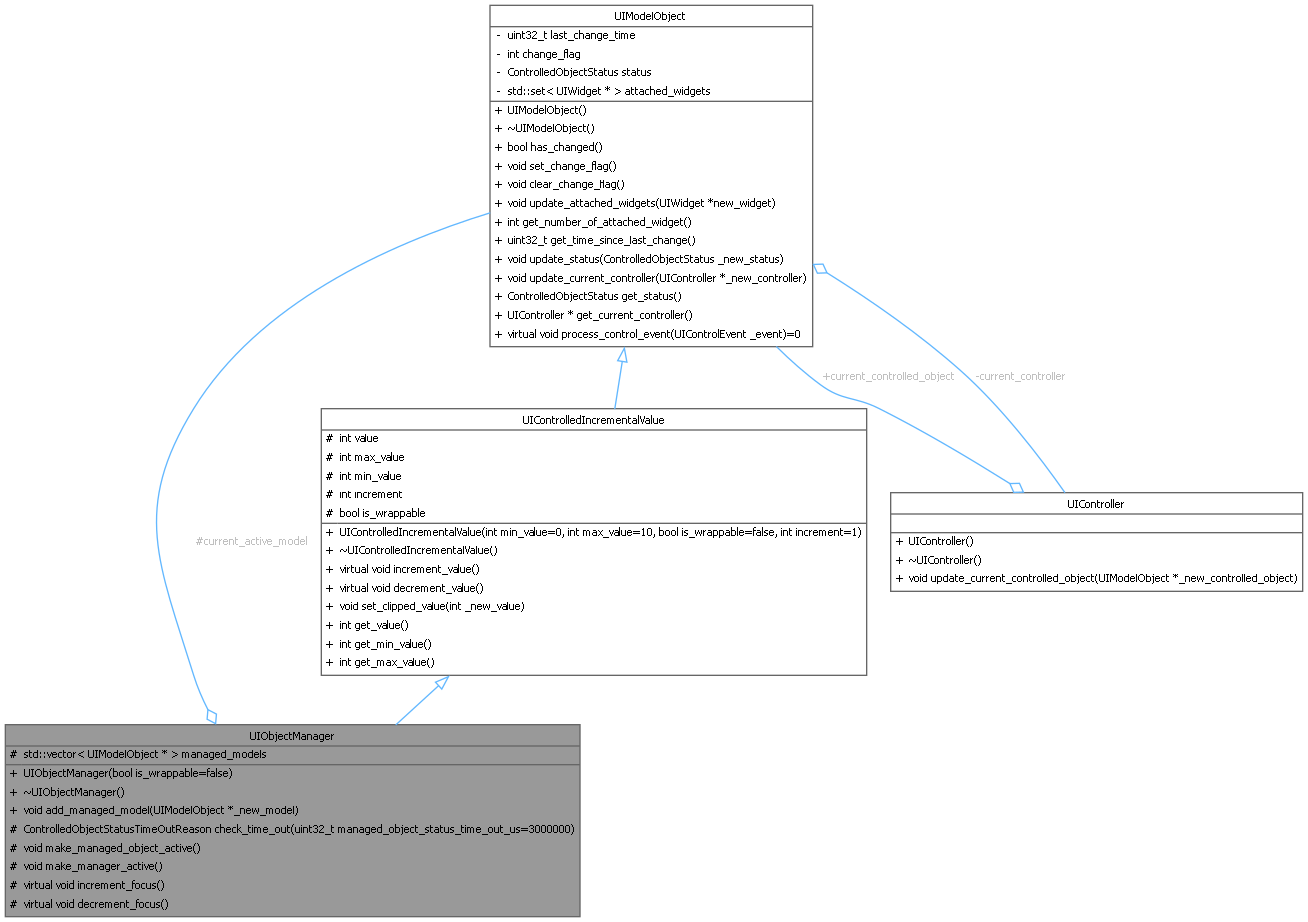 UIModelObject
- uint32_t last_change_time
- int change_flag
- ControlledObjectStatus status
- std::set< UIWidget * > attached_widgets
+ UIModelObject()
+ ~UIModelObject()
+ bool has_changed()
+ void set_change_flag()
+ void clear_change_flag()
+ void update_attached_widgets(UIWidget *new_widget)
+ int get_number_of_attached_widget()
+ uint32_t get_time_since_last_change()
+ void update_status(ControlledObjectStatus _new_status)
+ void update_current_controller(UIController *_new_controller)
+ ControlledObjectStatus get_status()
+ UIController * get_current_controller()
+ virtual void process_control_event(UIControlEvent _event)=0
+current_controlled_object
-current_controller
UIControlledIncrementalValue
# int value
# int max_value
# int min_value
# int increment
# bool is_wrappable
+ UIControlledIncrementalValue(int min_value=0, int max_value=10, bool is_wrappable=false, int increment=1)
+ ~UIControlledIncrementalValue()
+ virtual void increment_value()
+ virtual void decrement_value()
+ void set_clipped_value(int _new_value)
+ int get_value()
+ int get_min_value()
+ int get_max_value()
UIController
+ UIController()
+ ~UIController()
+ void update_current_controlled_object(UIModelObject *_new_controlled_object)
#current_active_model
UIObjectManager
# std::vector< UIModelObject * > managed_models
+ UIObjectManager(bool is_wrappable=false)
+ ~UIObjectManager()
+ void add_managed_model(UIModelObject *_new_model)
# ControlledObjectStatusTimeOutReason check_time_out(uint32_t managed_object_status_time_out_us=3000000)
# void make_managed_object_active()
# void make_manager_active()
# virtual void increment_focus()
# virtual void decrement_focus()